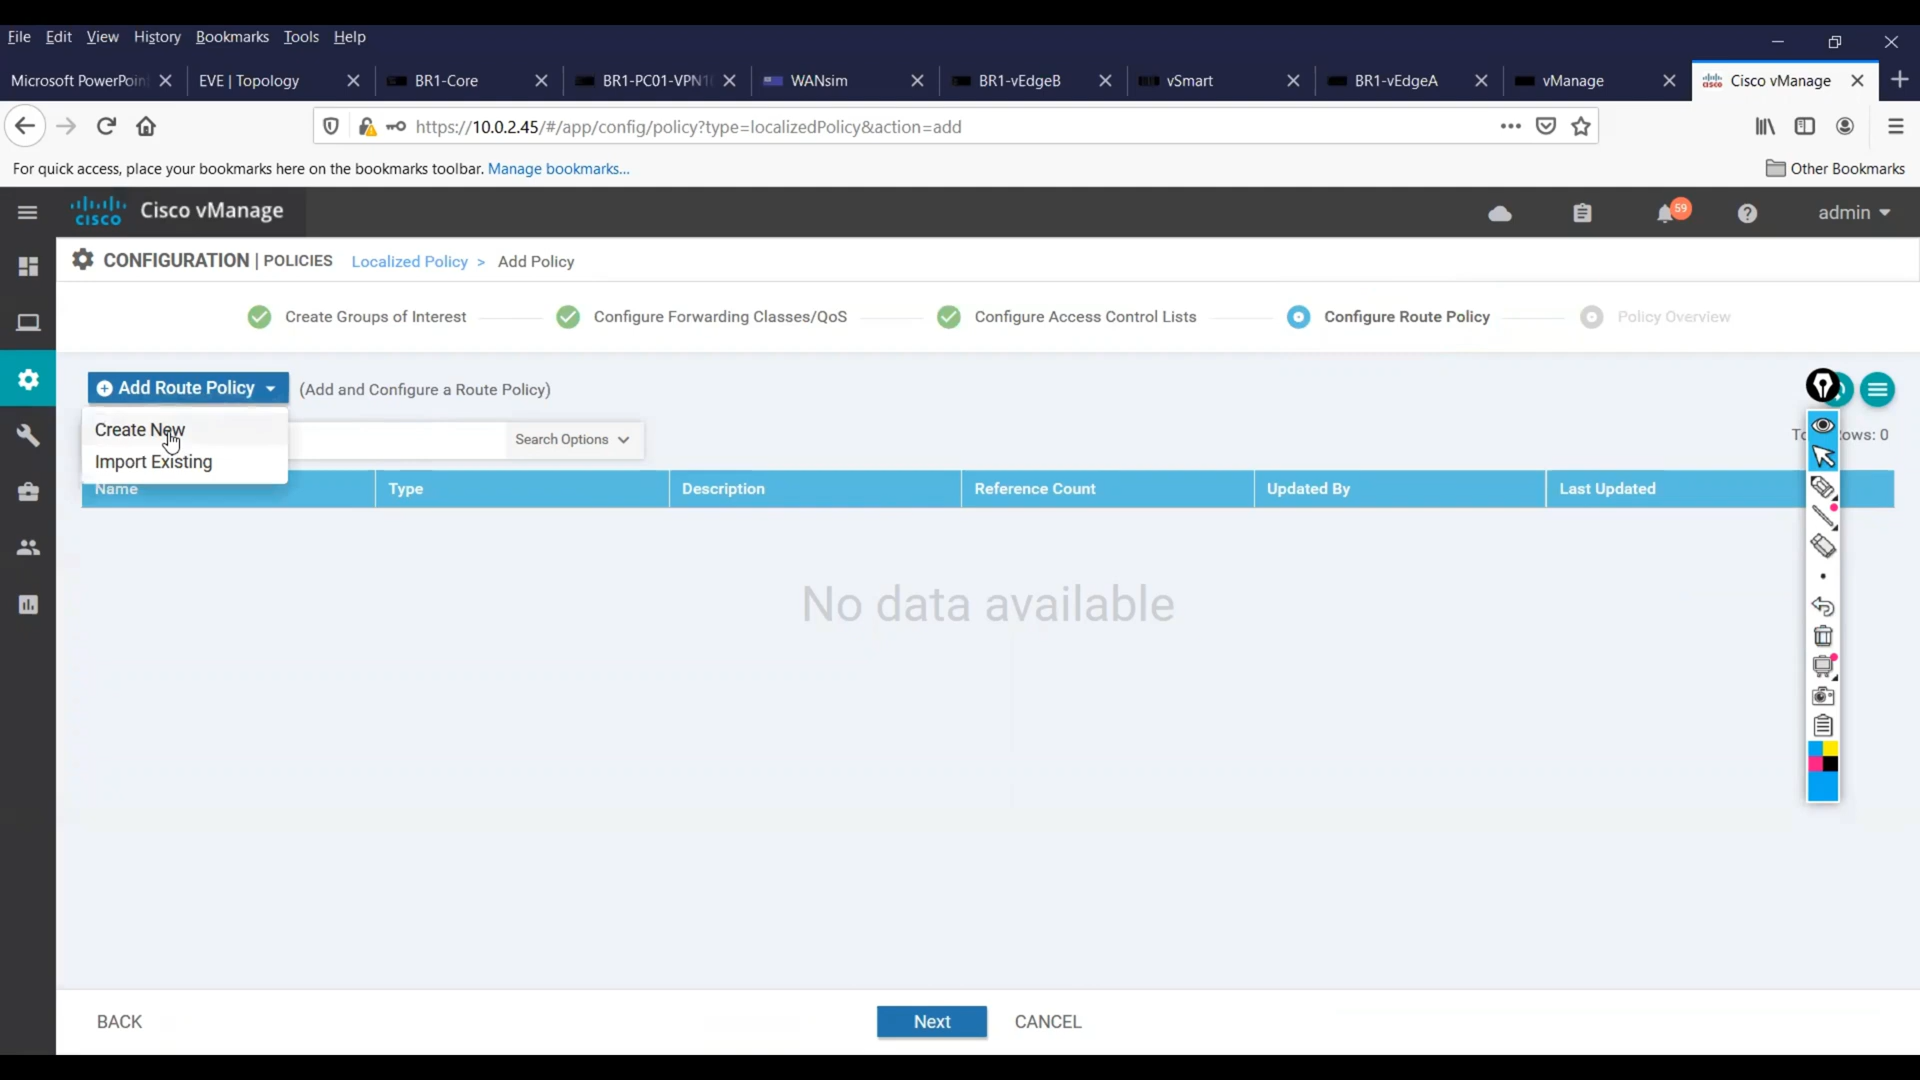 File Edit View History Bookmarks Tools Help
Microsoft PowerPoin EVE | Topology BR1-Core BR1-PC01-VPN1 WANsim BR1-vEdgeB vSmart BR1-vEdgeA vManage Cisco vManage
https://10.0.2.45/#/app/config/policy?type=localizedPolicy&action=add
For quick access, place your bookmarks here on the bookmarks toolbar. Manage bookmarks... Other Bookmarks
cisco Cisco vManage 59 admin
CONFIGURATION | POLICIES Localized Policy > Add Policy
Create Groups of Interest Configure Forwarding Classes/QoS Configure Access Control Lists Configure Route Policy Policy Overview
Add Route Policy (Add and Configure a Route Policy)
Create New
Search Options ows: 0
Import Existing
Name Type Description Reference Count Updated By Last Updated
No data available
BACK Next CANCEL